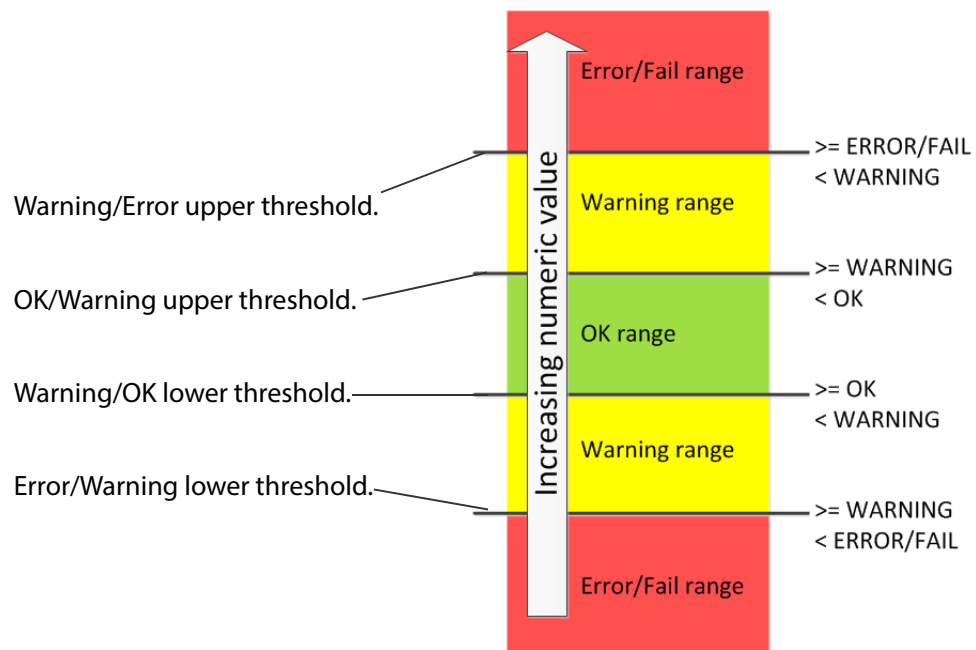 Error/Fail range
>= ERROR/FAIL
< WARNING
Warning/Error upper threshold.
Warning range
>= WARNING
< OK
OK/Warning upper threshold.
Increasing numeric value
OK range
Warning/OK lower threshold.
>= OK
< WARNING
Warning range
Error/Warning lower threshold.
>= WARNING
< ERROR/FAIL
Error/Fail range